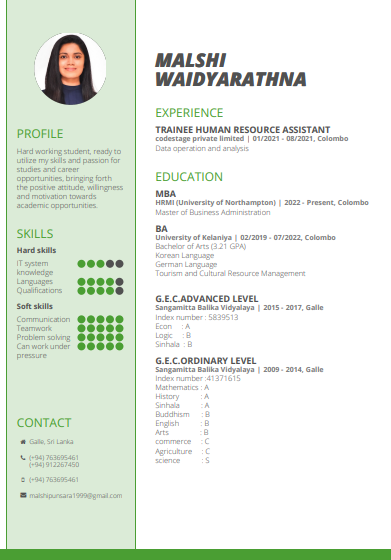 MALSHI
WAIDYARATHNA
PROFILE
Hard working student, ready to
utilize my skills and passion for
studies and career
opportunities, bringing forth
the positive attitude, willingness
and motivation towards
academic opportunities.
SKILLS
Hard skills
IT system
knowledge
Languages
Qualifications
Soft skills
Communication
Teamwork
Problem solving
Can work under
pressure
CONTACT
Galle, Sri Lanka
(+94) 763695461
(+94) 912267450
(+94) 763695461
malshipunsara1999@gmail.com
EXPERIENCE
TRAINEE HUMAN RESOURCE ASSISTANT
codestage private limited | 01/2021 - 08/2021, Colombo
Data operation and analysis
EDUCATION
MBA
HRMI (University of Northampton) | 2022 - Present, Colombo
Master of Business Administration
BA
University of Kelaniya | 02/2019 - 07/2022, Colombo
Bachelor of Arts (3.21 GPA)
Korean Language
German Language
Tourism and Cultural Resource Management
G.E.C.ADVANCED LEVEL
Sangamitta Balika Vidyalaya | 2015 - 2017, Galle
Index number : 5839513
Econ : A
Logic : B
Sinhala : B
G.E.C.ORDINARY LEVEL
Sangamitta Balika Vidyalaya | 2009 - 2014, Galle
Index number :41371615
Mathematics : A
History : A
Sinhala : A
Buddhism : B
English : B
Arts : B
commerce : C
Agriculture : C
science : S